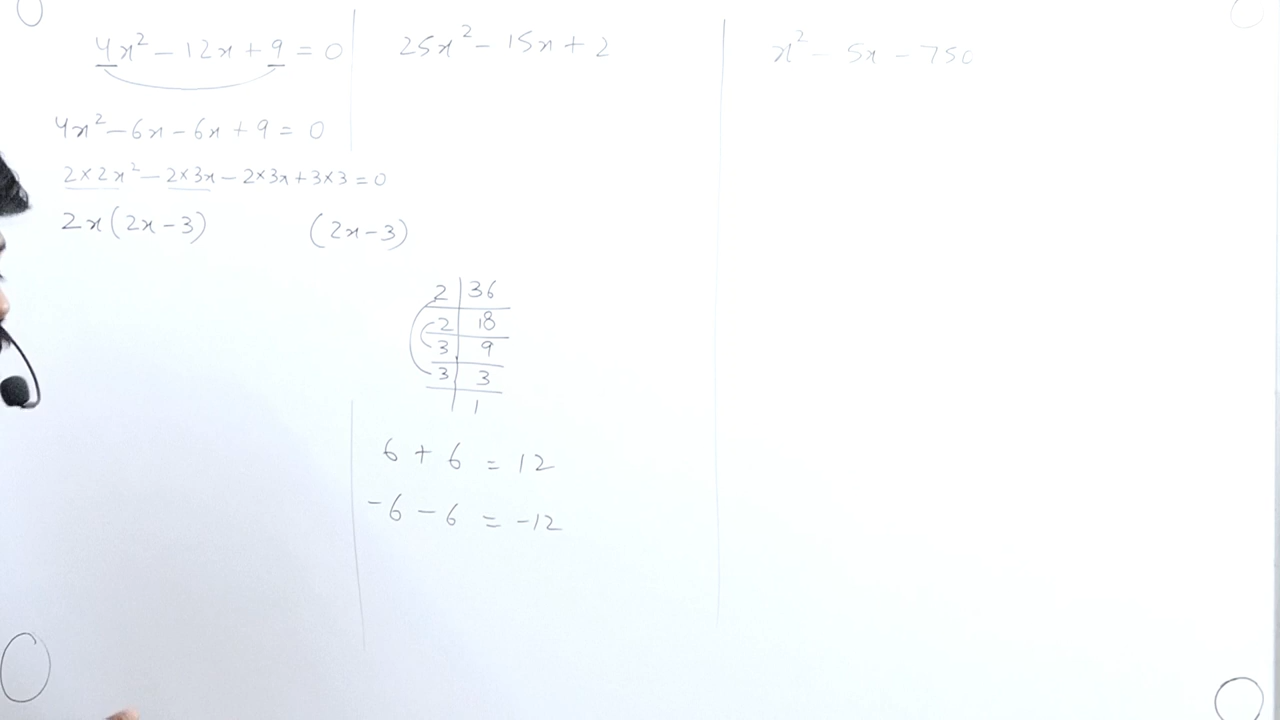 4x² - 12x + 9 = 0
4x² - 6x - 6x + 9 = 0
2×2x² - 2×3x - 2×3x + 3×3 = 0
2x(2x-3) (2x-3)
25x² - 15x + 2
2 | 36
2 | 18
3 | 9
3 | 3
| 1
6 + 6 = 12
-6 - 6 = -12
x² - 5x - 750